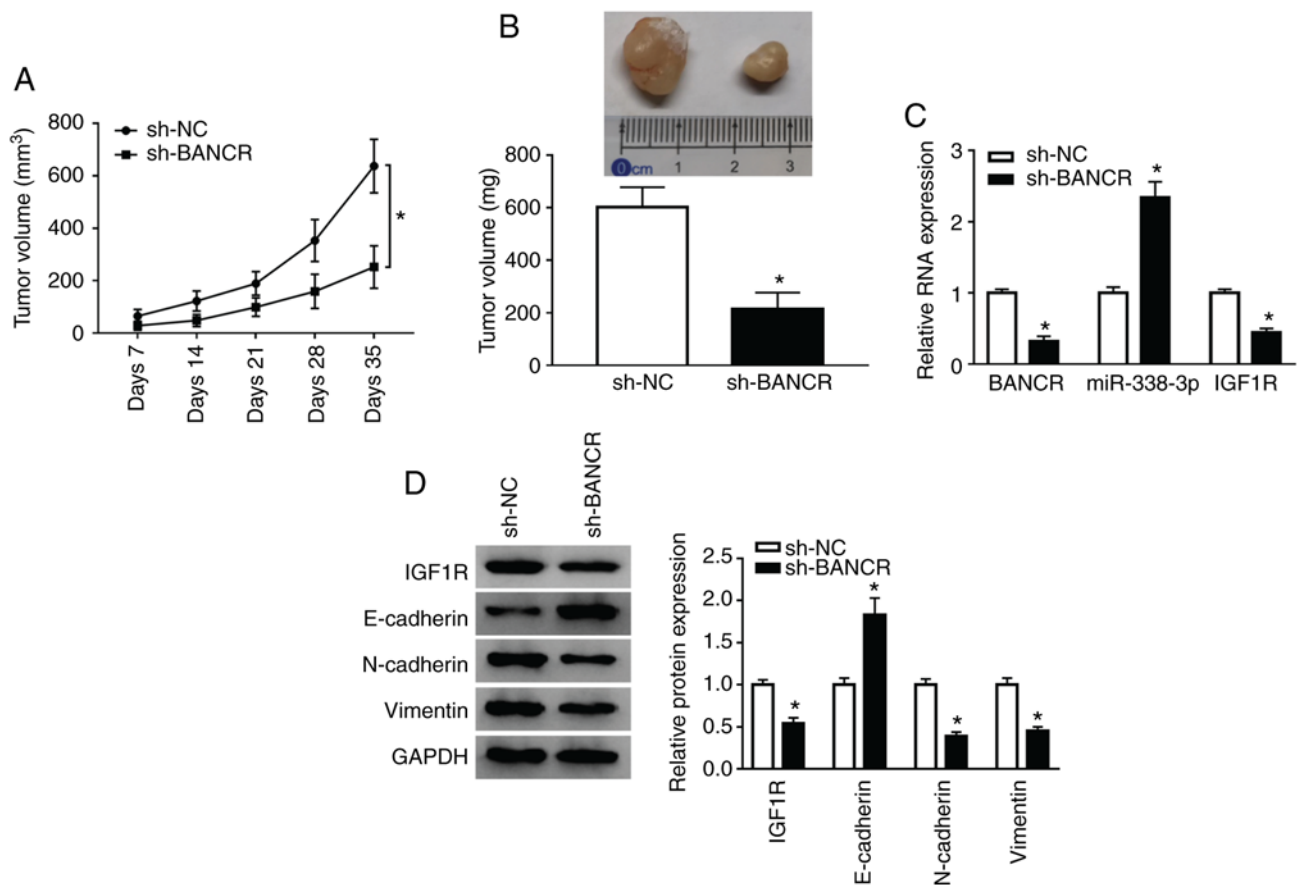 A
Tumor volume (mm³)
800
600
400
200
0
sh-NC
sh-BANCR
*
Days 7
Days 14
Days 21
Days 28
Days 35
B
0 cm 1 2 3
Tumor volume (mg)
800
600
400
200
0
*
sh-NC
sh-BANCR
C
Relative RNA expression
3
2
1
0
sh-NC
sh-BANCR
*
*
*
BANCR
miR-338-3p
IGF1R
D
sh-NC
sh-BANCR
IGF1R
E-cadherin
N-cadherin
Vimentin
GAPDH
Relative protein expression
2.5
2.0
1.5
1.0
0.5
0.0
sh-NC
sh-BANCR
*
*
*
*
IGF1R
E-cadherin
N-cadherin
Vimentin